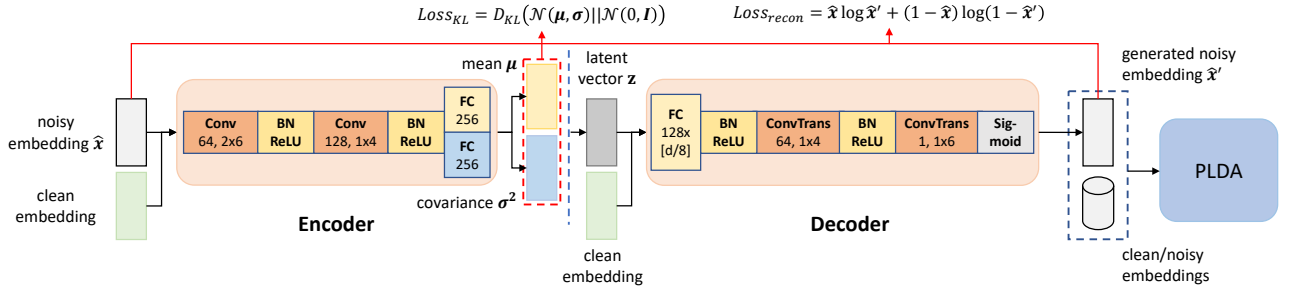 Loss_KL = D_KL(𝒩(μ, σ)||𝒩(0, I))
Loss_recon = x̂ log x̂′ + (1 − x̂) log(1 − x̂′)
noisy
embedding x̂
clean
embedding
Conv
64, 2x6
BN
ReLU
Conv
128, 1x4
BN
ReLU
FC
256
FC
256
Encoder
mean μ
covariance σ²
latent
vector z
clean
embedding
FC
128x
[d/8]
BN
ReLU
ConvTrans
64, 1x4
BN
ReLU
ConvTrans
1, 1x6
Sig-
moid
Decoder
generated noisy
embedding x̂′
clean/noisy
embeddings
PLDA